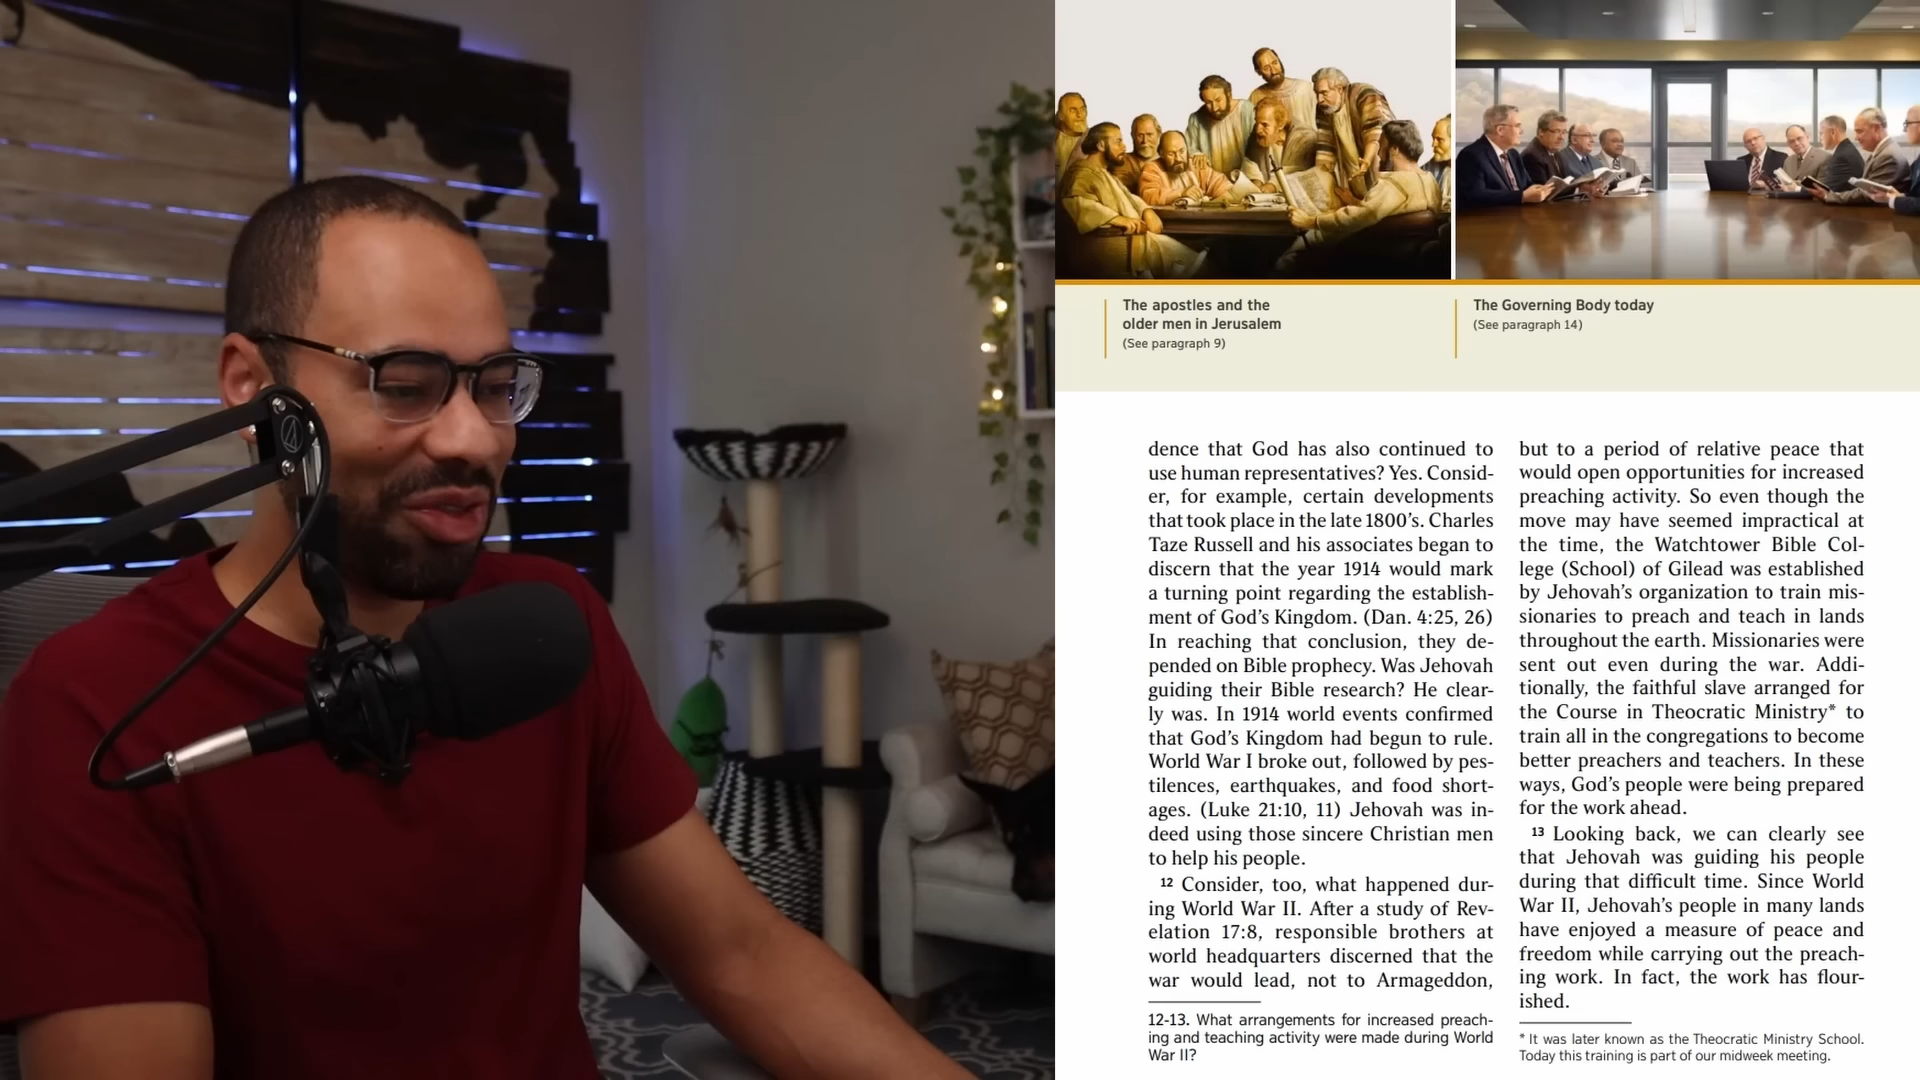 The apostles and the
older men in Jerusalem
(See paragraph 9)
The Governing Body today
(See paragraph 14)
dence that God has also continued to
use human representatives? Yes. Consid-
er, for example, certain developments
that took place in the late 1800's. Charles
Taze Russell and his associates began to
discern that the year 1914 would mark
a turning point regarding the establish-
ment of God's Kingdom. (Dan. 4:25, 26)
In reaching that conclusion, they de-
pended on Bible prophecy. Was Jehovah
guiding their Bible research? He clear-
ly was. In 1914 world events confirmed
that God's Kingdom had begun to rule.
World War I broke out, followed by pes-
tilences, earthquakes, and food short-
ages. (Luke 21:10, 11) Jehovah was in-
deed using those sincere Christian men
to help his people.
12 Consider, too, what happened dur-
ing World War II. After a study of Rev-
elation 17:8, responsible brothers at
world headquarters discerned that the
war would lead, not to Armageddon,
12-13. What arrangements for increased preach-
ing and teaching activity were made during World
War II?
but to a period of relative peace that
would open opportunities for increased
preaching activity. So even though the
move may have seemed impractical at
the time, the Watchtower Bible Col-
lege (School) of Gilead was established
by Jehovah's organization to train mis-
sionaries to preach and teach in lands
throughout the earth. Missionaries were
sent out even during the war. Addi-
tionally, the faithful slave arranged for
the Course in Theocratic Ministry* to
train all in the congregations to become
better preachers and teachers. In these
ways, God's people were being prepared
for the work ahead.
13 Looking back, we can clearly see
that Jehovah was guiding his people
during that difficult time. Since World
War II, Jehovah's people in many lands
have enjoyed a measure of peace and
freedom while carrying out the preach-
ing work. In fact, the work has flour-
ished.
* It was later known as the Theocratic Ministry School.
Today this training is part of our midweek meeting.